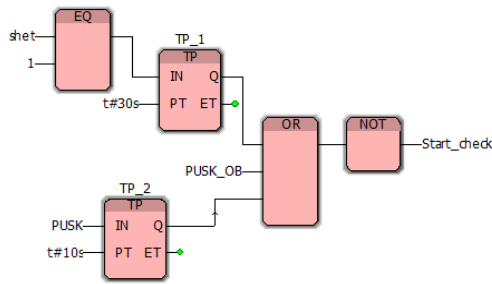 EQ
shet
1
TP_1
TP
IN Q
t#30s PT ET
OR
NOT
Start_check
PUSK_OB
TP_2
TP
PUSK IN Q
t#10s PT ET